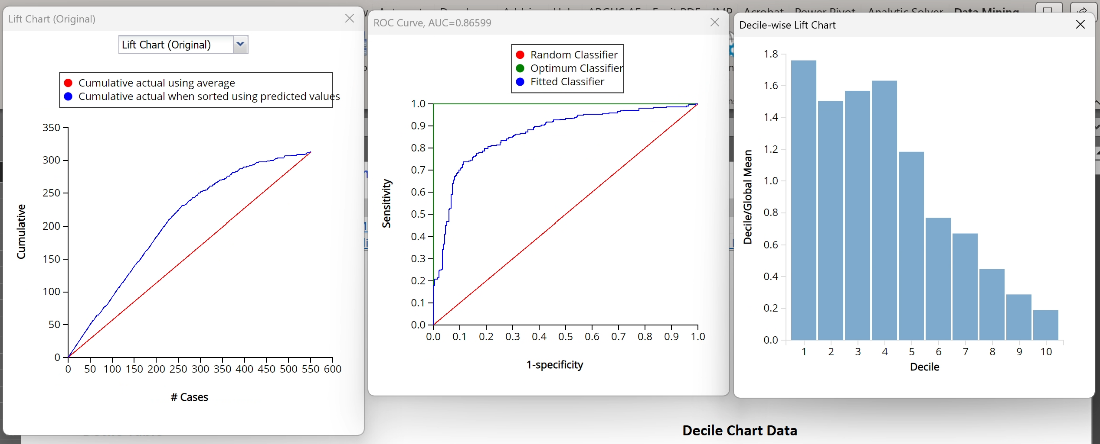 Lift Chart (Original)
Lift Chart (Original)
Cumulative actual using average
Cumulative actual when sorted using predicted values
350
300
250
200
150
100
50
0
Cumulative
0 50 100 150 200 250 300 350 400 450 500 550 600
# Cases
ROC Curve, AUC=0.86599
Random Classifier
Optimum Classifier
Fitted Classifier
1.0
0.9
0.8
0.7
0.6
0.5
0.4
0.3
0.2
0.1
0.0
Sensitivity
0.0 0.1 0.2 0.3 0.4 0.5 0.6 0.7 0.8 0.9 1.0
1-specificity
Decile-wise Lift Chart
1.8
1.6
1.4
1.2
1.0
0.8
0.6
0.4
0.2
0.0
Decile/Global Mean
1 2 3 4 5 6 7 8 9 10
Decile
Decile Chart Data